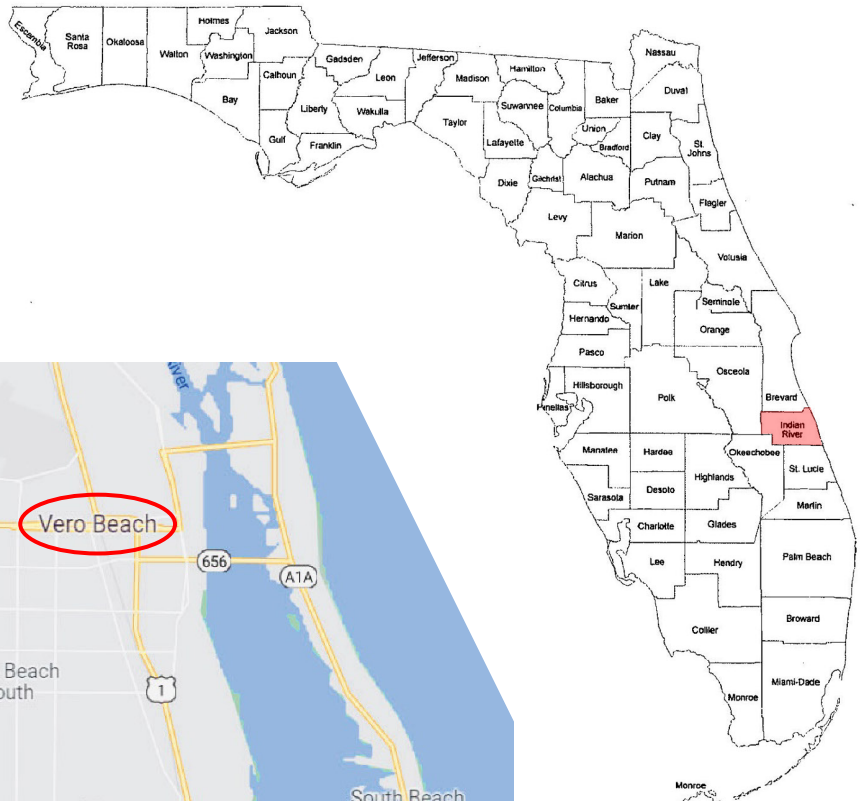 Escambia
Santa
Rosa
Okaloosa
Walton
Holmes
Washington
Jackson
Bay
Calhoun
Gulf
Liberty
Gadsden
Franklin
Leon
Wakulla
Jefferson
Madison
Taylor
Hamilton
Suwannee
Lafayette
Dixie
Columbia
Gilchrist
Baker
Union
Bradford
Alachua
Levy
Nassau
Duval
Clay
St.
Johns
Putnam
Flagler
Marion
Volusia
Citrus
Sumter
Lake
Hernando
Seminole
Orange
Pasco
Osceola
Hillsborough
Pinellas
Polk
Brevard
Indian
River
Manatee
Hardee
Okeechobee
Highlands
St. Lucie
Sarasota
Desoto
Martin
Charlotte
Glades
Lee
Hendry
Palm Beach
Collier
Broward
Monroe
Miami-Dade
Monroe
River
Vero Beach
656
A1A
Beach
outh
1
South Beach